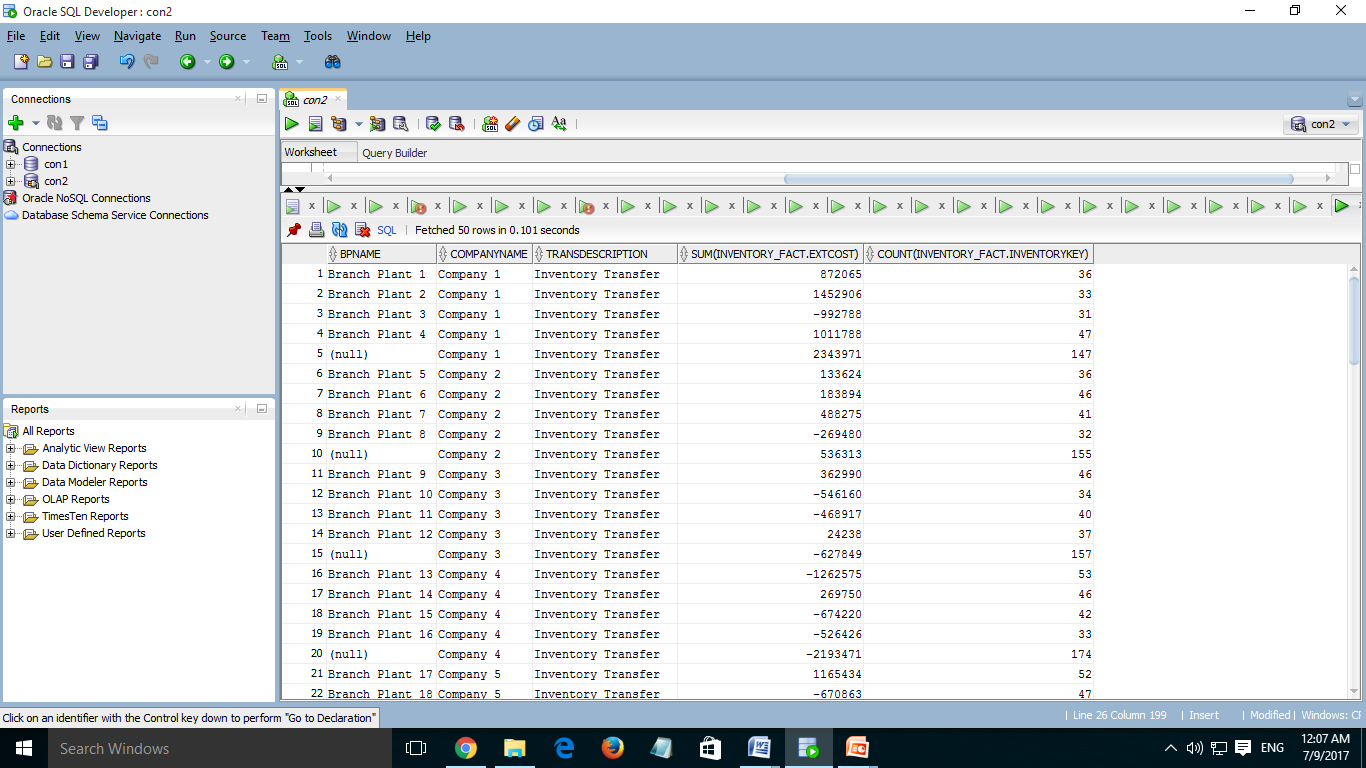 Oracle SQL Developer : con2
File Edit View Navigate Run Source Team Tools Window Help
Connections
Connections
con1
con2
Oracle NoSQL Connections
Database Schema Service Connections
Reports
All Reports
Analytic View Reports
Data Dictionary Reports
Data Modeler Reports
OLAP Reports
TimesTen Reports
User Defined Reports
con2
con2
Worksheet Query Builder
SQL | Fetched 50 rows in 0.101 seconds
BPNAME COMPANYNAME TRANSDESCRIPTION SUM(INVENTORY_FACT.EXTCOST) COUNT(INVENTORY_FACT.INVENTORYKEY)
1 Branch Plant 1 Company 1 Inventory Transfer 872065 36
2 Branch Plant 2 Company 1 Inventory Transfer 1452906 33
3 Branch Plant 3 Company 1 Inventory Transfer -992788 31
4 Branch Plant 4 Company 1 Inventory Transfer 1011788 47
5 (null) Company 1 Inventory Transfer 2343971 147
6 Branch Plant 5 Company 2 Inventory Transfer 133624 36
7 Branch Plant 6 Company 2 Inventory Transfer 183894 46
8 Branch Plant 7 Company 2 Inventory Transfer 488275 41
9 Branch Plant 8 Company 2 Inventory Transfer -269480 32
10 (null) Company 2 Inventory Transfer 536313 155
11 Branch Plant 9 Company 3 Inventory Transfer 362990 46
12 Branch Plant 10 Company 3 Inventory Transfer -546160 34
13 Branch Plant 11 Company 3 Inventory Transfer -468917 40
14 Branch Plant 12 Company 3 Inventory Transfer 24238 37
15 (null) Company 3 Inventory Transfer -627849 157
16 Branch Plant 13 Company 4 Inventory Transfer -1262575 53
17 Branch Plant 14 Company 4 Inventory Transfer 269750 46
18 Branch Plant 15 Company 4 Inventory Transfer -674220 42
19 Branch Plant 16 Company 4 Inventory Transfer -526426 33
20 (null) Company 4 Inventory Transfer -2193471 174
21 Branch Plant 17 Company 5 Inventory Transfer 1165434 52
22 Branch Plant 18 Company 5 Inventory Transfer -670863 47
Click on an identifier with the Control key down to perform "Go to Declaration"
| Line 26 Column 199 | Insert | Modified | Windows: CF
Search Windows
ENG
12:07 AM
7/9/2017